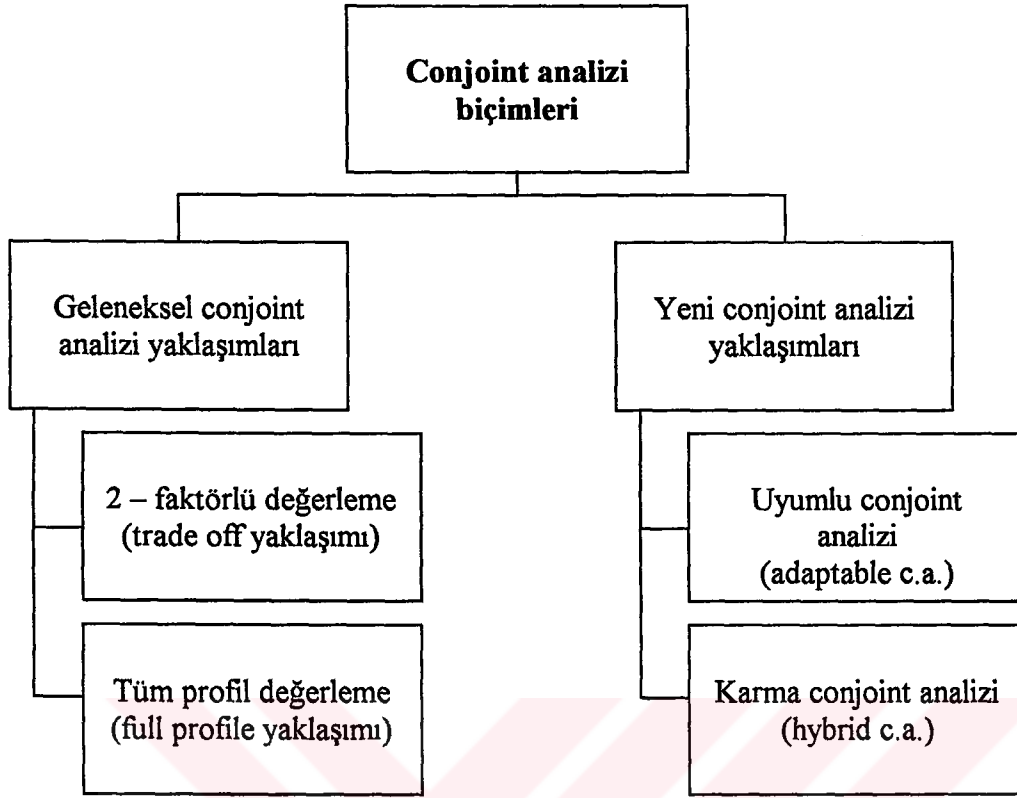 Conjoint analizi
biçimleri
Geleneksel conjoint
analizi yaklaşımları
Yeni conjoint analizi
yaklaşımları
2 – faktörlü değerleme
(trade off yaklaşımı)
Uyumlu conjoint
analizi
(adaptable c.a.)
Tüm profil değerleme
(full profile yaklaşımı)
Karma conjoint analizi
(hybrid c.a.)